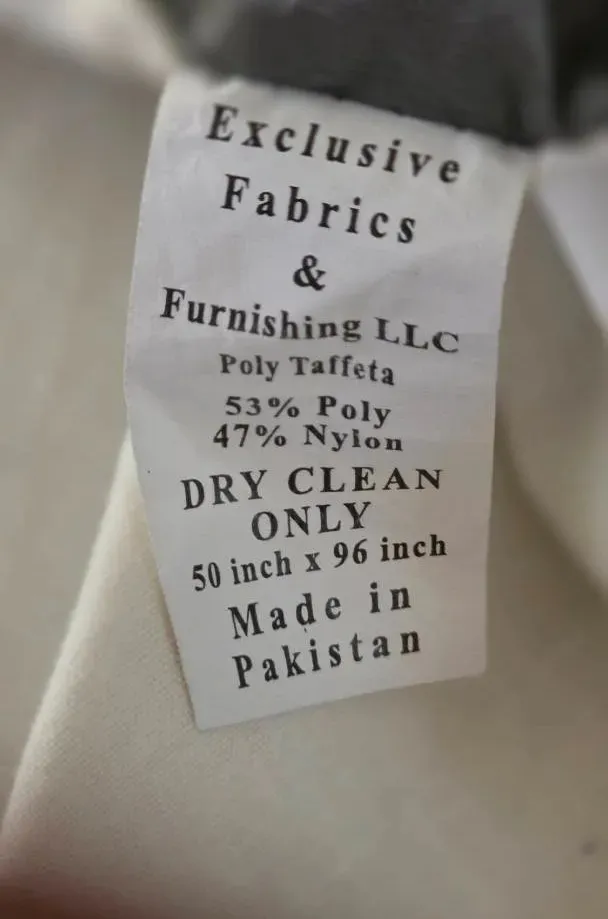 Exclusive
Fabrics
&
Furnishing LLC
Poly Taffeta
53% Poly
47% Nylon
DRY CLEAN
ONLY
50 inch x 96 inch
Made in
Pakistan